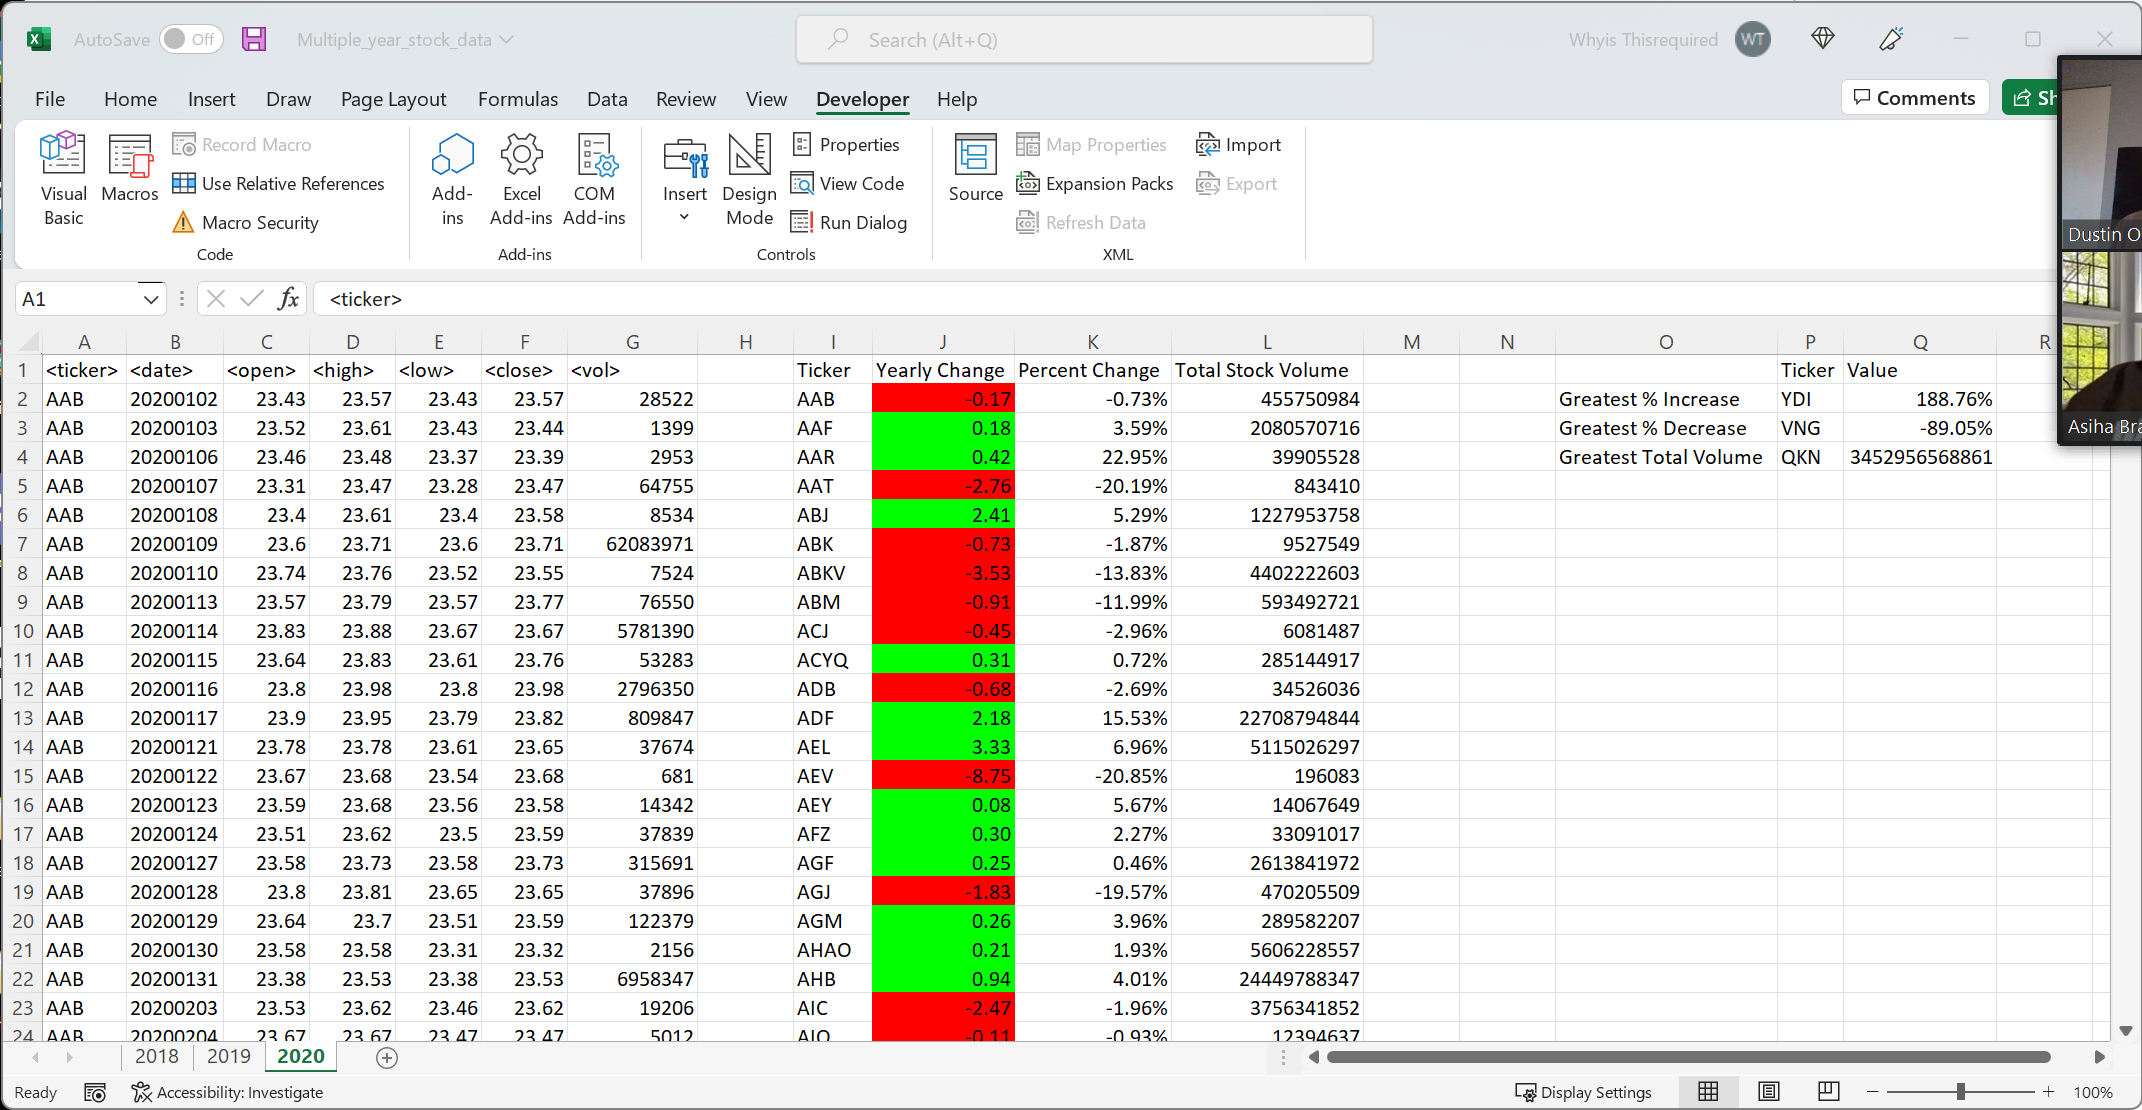 AutoSave Off Multiple_year_stock_data Search (Alt+Q) Whyis Thisrequired WT
File Home Insert Draw Page Layout Formulas Data Review View Developer Help Comments Sh
Visual Basic Macros Record Macro Use Relative References Macro Security Code
Add-ins Excel Add-ins COM Add-ins Add-ins
Insert Design Mode Properties View Code Run Dialog Controls
Source Map Properties Expansion Packs Refresh Data Import Export XML
Dustin O
Asiha Bra
A1 fx <ticker>
A B C D E F G H I J K L M N O P Q R
1 <ticker> <date> <open> <high> <low> <close> <vol> Ticker Yearly Change Percent Change Total Stock Volume Ticker Value
2 AAB 20200102 23.43 23.57 23.43 23.57 28522 AAB -0.17 -0.73% 455750984 Greatest % Increase YDI 188.76%
3 AAB 20200103 23.52 23.61 23.43 23.44 1399 AAF 0.18 3.59% 2080570716 Greatest % Decrease VNG -89.05%
4 AAB 20200106 23.46 23.48 23.37 23.39 2953 AAR 0.42 22.95% 39905528 Greatest Total Volume QKN 3452956568861
5 AAB 20200107 23.31 23.47 23.28 23.47 64755 AAT -2.76 -20.19% 843410
6 AAB 20200108 23.4 23.61 23.4 23.58 8534 ABJ 2.41 5.29% 1227953758
7 AAB 20200109 23.6 23.71 23.6 23.71 62083971 ABK -0.73 -1.87% 9527549
8 AAB 20200110 23.74 23.76 23.52 23.55 7524 ABKV -3.53 -13.83% 4402222603
9 AAB 20200113 23.57 23.79 23.57 23.77 76550 ABM -0.91 -11.99% 593492721
10 AAB 20200114 23.83 23.88 23.67 23.67 5781390 ACJ -0.45 -2.96% 6081487
11 AAB 20200115 23.64 23.83 23.61 23.76 53283 ACYQ 0.31 0.72% 285144917
12 AAB 20200116 23.8 23.98 23.8 23.98 2796350 ADB -0.68 -2.69% 34526036
13 AAB 20200117 23.9 23.95 23.79 23.82 809847 ADF 2.18 15.53% 22708794844
14 AAB 20200121 23.78 23.78 23.61 23.65 37674 AEL 3.33 6.96% 5115026297
15 AAB 20200122 23.67 23.68 23.54 23.68 681 AEV -8.75 -20.85% 196083
16 AAB 20200123 23.59 23.68 23.56 23.58 14342 AEY 0.08 5.67% 14067649
17 AAB 20200124 23.51 23.62 23.5 23.59 37839 AFZ 0.30 2.27% 33091017
18 AAB 20200127 23.58 23.73 23.58 23.73 315691 AGF 0.25 0.46% 2613841972
19 AAB 20200128 23.8 23.81 23.65 23.65 37896 AGJ -1.83 -19.57% 470205509
20 AAB 20200129 23.64 23.7 23.51 23.59 122379 AGM 0.26 3.96% 289582207
21 AAB 20200130 23.58 23.58 23.31 23.32 2156 AHAO 0.21 1.93% 5606228557
22 AAB 20200131 23.38 23.53 23.38 23.53 6958347 AHB 0.94 4.01% 24449788347
23 AAB 20200203 23.53 23.62 23.46 23.62 19206 AIC -2.47 -1.96% 3756341852
24 AAB 20200204 23.67 23.67 23.47 23.47 5012 -0.11 -0.93% 12394637
2018 2019 2020
Ready Accessibility: Investigate Display Settings 100%